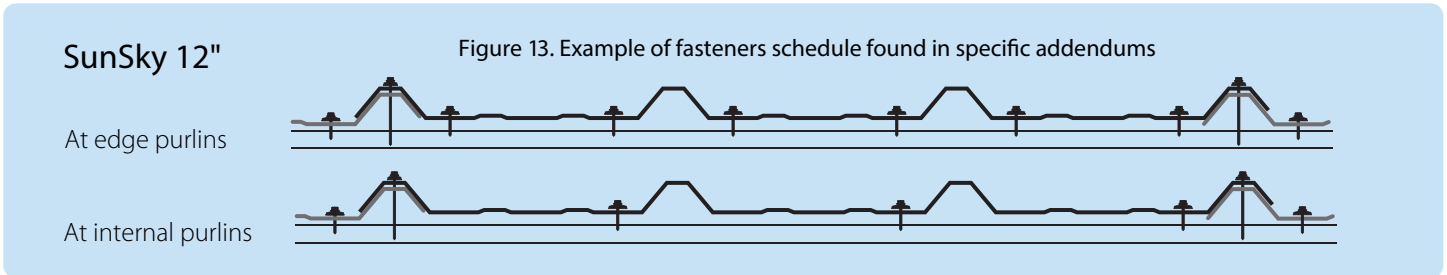 SunSky 12"
Figure 13. Example of fasteners schedule found in specific addendums
At edge purlins
At internal purlins